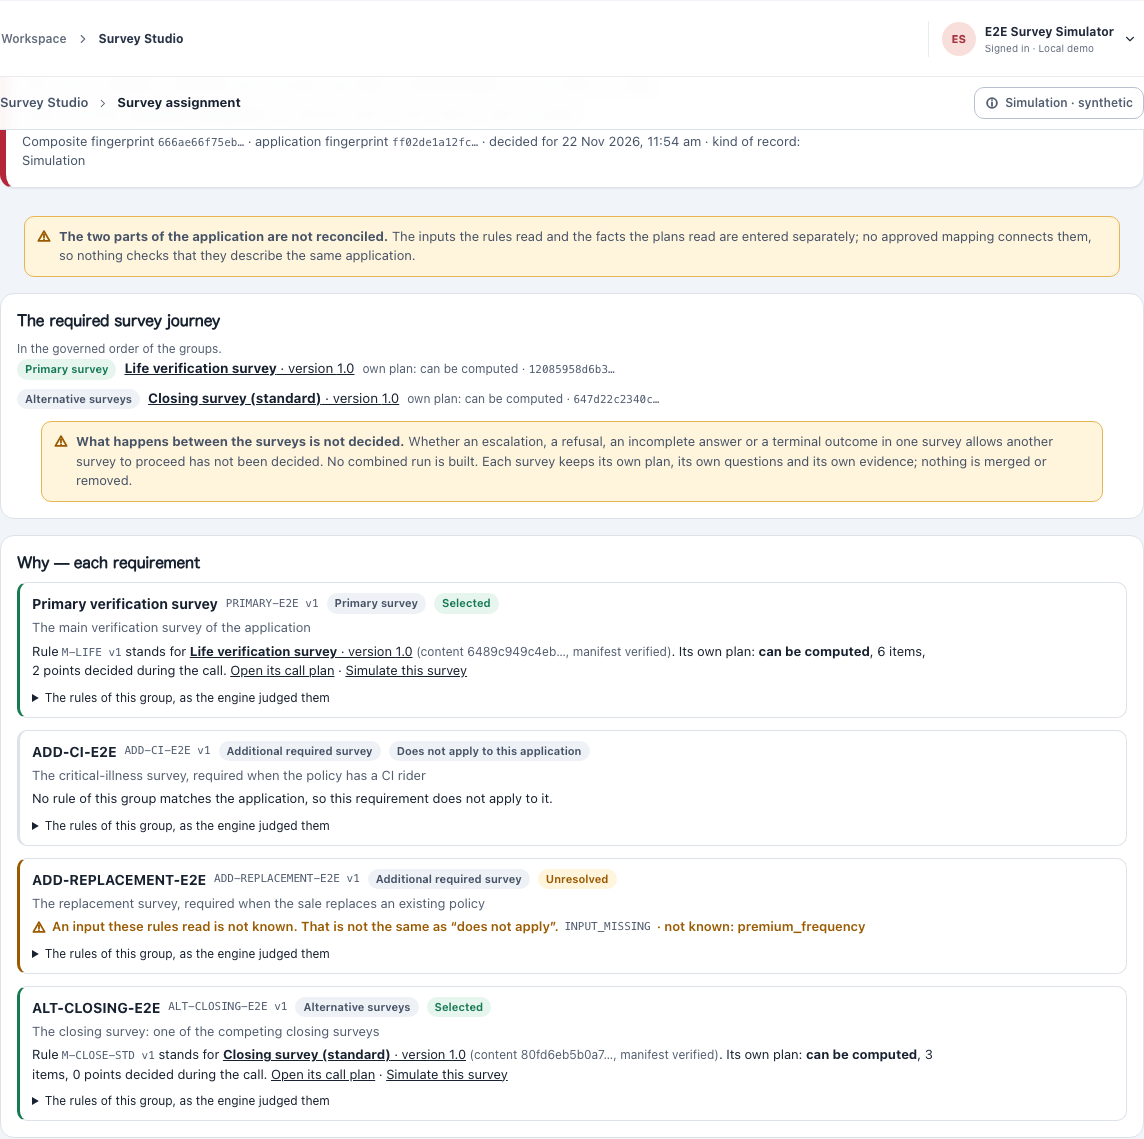 Workspace > Survey Studio
ES
E2E Survey Simulator
Signed in · Local demo
Survey Studio > Survey assignment
Simulation · synthetic
Composite fingerprint 666ae66f75eb… · application fingerprint ff02de1a12fc… · decided for 22 Nov 2026, 11:54 am · kind of record:
Simulation
The two parts of the application are not reconciled. The inputs the rules read and the facts the plans read are entered separately; no approved mapping connects them,
so nothing checks that they describe the same application.
The required survey journey
In the governed order of the groups.
Primary survey Life verification survey · version 1.0 own plan: can be computed · 12085958d6b3…
Alternative surveys Closing survey (standard) · version 1.0 own plan: can be computed · 647d22c2340c…
What happens between the surveys is not decided. Whether an escalation, a refusal, an incomplete answer or a terminal outcome in one survey allows another
survey to proceed has not been decided. No combined run is built. Each survey keeps its own plan, its own questions and its own evidence; nothing is merged or
removed.
Why — each requirement
Primary verification survey PRIMARY-E2E v1 Primary survey Selected
The main verification survey of the application
Rule M-LIFE v1 stands for Life verification survey · version 1.0 (content 6489c949c4eb…, manifest verified). Its own plan: can be computed, 6 items,
2 points decided during the call. Open its call plan · Simulate this survey
The rules of this group, as the engine judged them
ADD-CI-E2E ADD-CI-E2E v1 Additional required survey Does not apply to this application
The critical-illness survey, required when the policy has a CI rider
No rule of this group matches the application, so this requirement does not apply to it.
The rules of this group, as the engine judged them
ADD-REPLACEMENT-E2E ADD-REPLACEMENT-E2E v1 Additional required survey Unresolved
The replacement survey, required when the sale replaces an existing policy
An input these rules read is not known. That is not the same as “does not apply”. INPUT_MISSING · not known: premium_frequency
The rules of this group, as the engine judged them
ALT-CLOSING-E2E ALT-CLOSING-E2E v1 Alternative surveys Selected
The closing survey: one of the competing closing surveys
Rule M-CLOSE-STD v1 stands for Closing survey (standard) · version 1.0 (content 80fd6eb5b0a7…, manifest verified). Its own plan: can be computed, 3
items, 0 points decided during the call. Open its call plan · Simulate this survey
The rules of this group, as the engine judged them